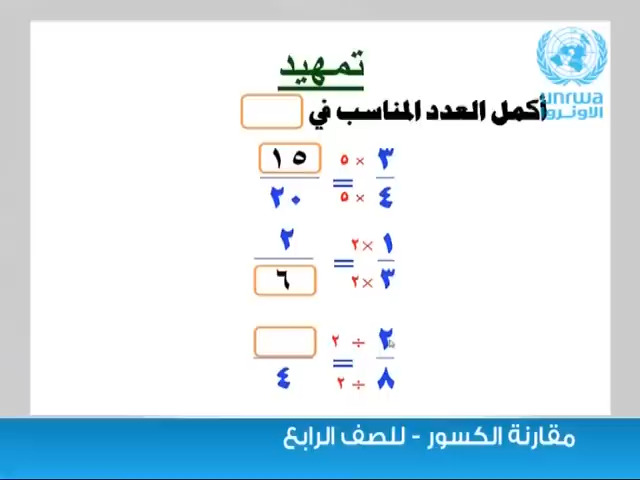 تمهيد
unrwa
الاونروا
أكمل العدد المناسب في
٣ × ٥ = ١٥
٤ × ٥ ٢٠
١ × ٢ = ٢
٣ × ٢ ٦
٢ ÷ ٢ =
٨ ÷ ٢ ٤
مقارنة الكسور - للصف الرابع